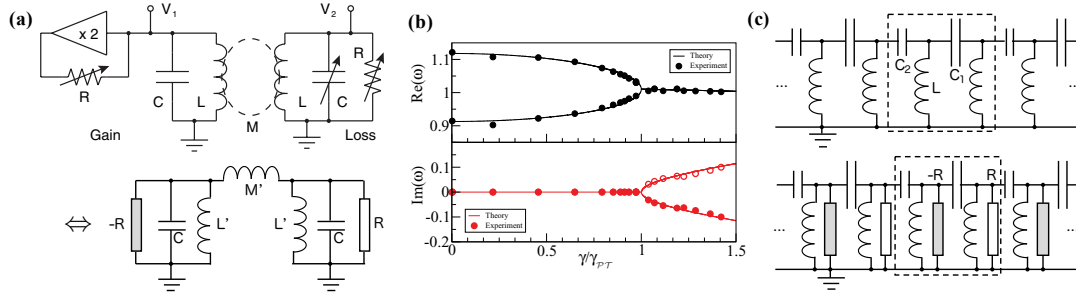 (a)
V1
V2
x 2
R
C
L
M
L
C
R
Gain
Loss
M'
-R
C
L'
L'
C
R
⇔
(b)
Re(ω)
1.1
1
0.9
Theory
Experiment
Im(ω)
0.1
0
-0.1
-0.2
Theory
Experiment
0
0.5
1
1.5
γ/γ𝒫𝒯
(c)
C2
C1
L
...
...
-R
R
...
...